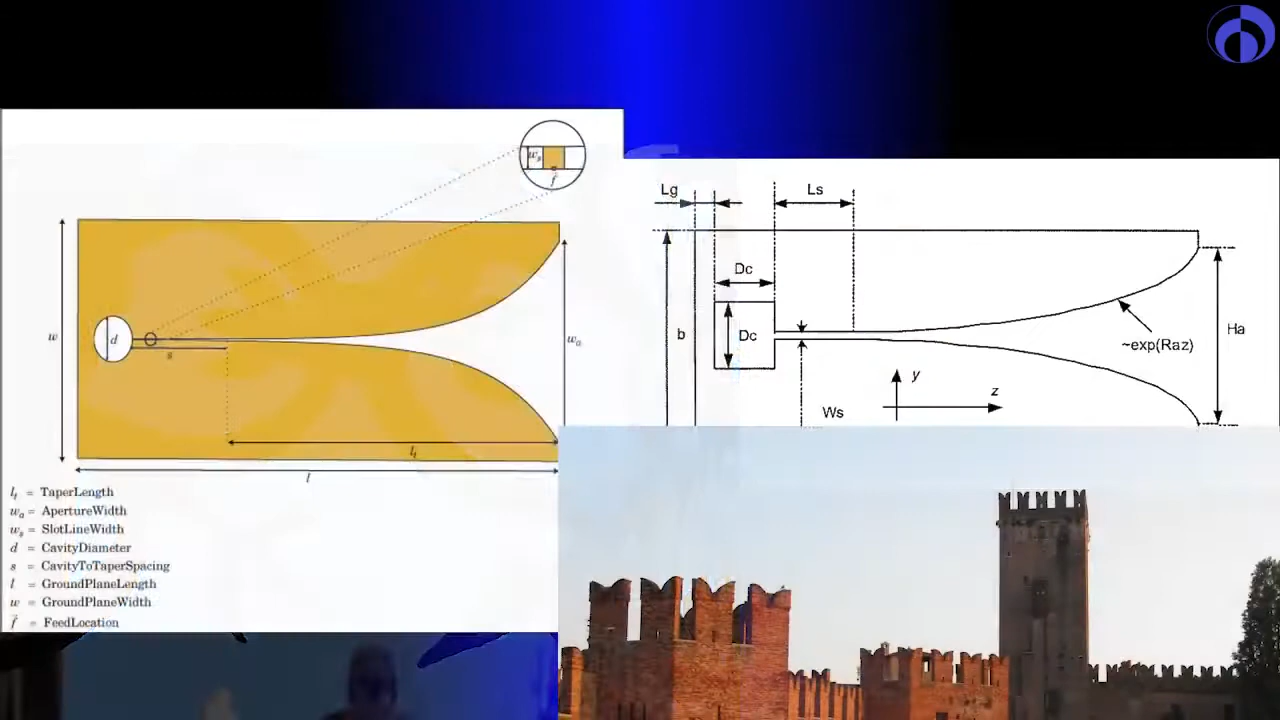 w_s
f
w
d
s
w_a
l_t
l
l_t = TaperLength
w_a = ApertureWidth
w_s = SlotLineWidth
d = CavityDiameter
s = CavityToTaperSpacing
l = GroundPlaneLength
w = GroundPlaneWidth
f = FeedLocation
Lg
Ls
Dc
b
Dc
Ha
~exp(Raz)
y
z
Ws